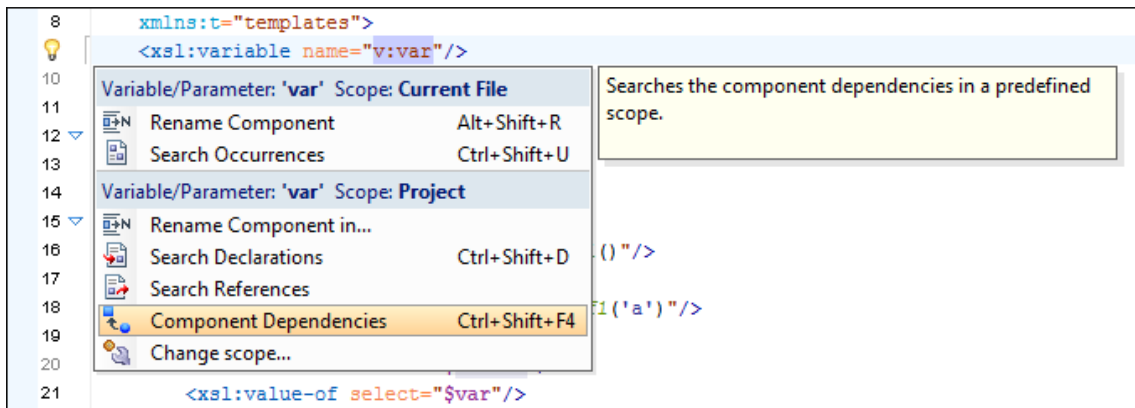 8 xmlns:t="templates">
<xsl:variable name="v:var"/>
10
Variable/Parameter: 'var' Scope: Current File
Searches the component dependencies in a predefined
scope.
11
Rename Component Alt+Shift+R
12
Search Occurrences Ctrl+Shift+U
13
14 Variable/Parameter: 'var' Scope: Project
15 Rename Component in...
16 Search Declarations Ctrl+Shift+D ()"/>
17 Search References
18 Component Dependencies Ctrl+Shift+F4 f1('a')"/>
19
Change scope...
20
21 <xsl:value-of select="$var"/>